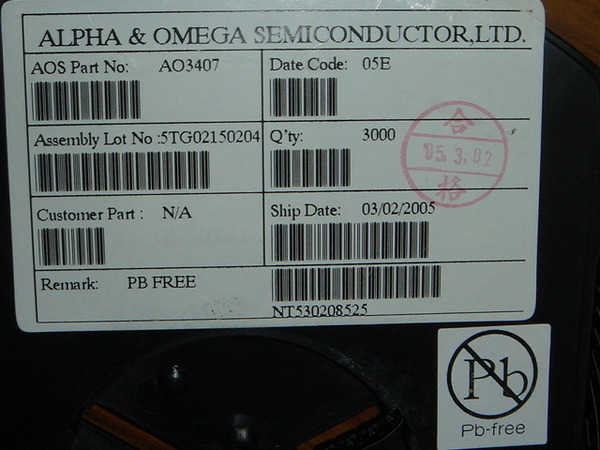 ALPHA & OMEGA SEMICONDUCTOR,LTD.
AOS Part No: AO3407
Date Code: 05E
Assembly Lot No :5TG02150204
Q'ty: 3000
合
'05. 3. 02
格
Customer Part : N/A
Ship Date: 03/02/2005
Remark: PB FREE
NT530208525
Pb
Pb-free